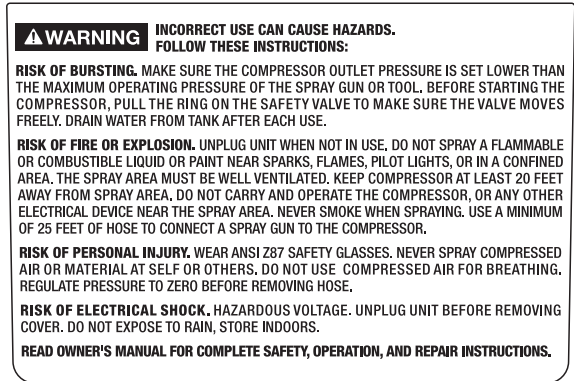 ⚠WARNING INCORRECT USE CAN CAUSE HAZARDS.
FOLLOW THESE INSTRUCTIONS:
RISK OF BURSTING. MAKE SURE THE COMPRESSOR OUTLET PRESSURE IS SET LOWER THAN
THE MAXIMUM OPERATING PRESSURE OF THE SPRAY GUN OR TOOL. BEFORE STARTING THE
COMPRESSOR, PULL THE RING ON THE SAFETY VALVE TO MAKE SURE THE VALVE MOVES
FREELY. DRAIN WATER FROM TANK AFTER EACH USE.
RISK OF FIRE OR EXPLOSION. UNPLUG UNIT WHEN NOT IN USE. DO NOT SPRAY A FLAMMABLE
OR COMBUSTIBLE LIQUID OR PAINT NEAR SPARKS, FLAMES, PILOT LIGHTS, OR IN A CONFINED
AREA. THE SPRAY AREA MUST BE WELL VENTILATED. KEEP COMPRESSOR AT LEAST 20 FEET
AWAY FROM SPRAY AREA. DO NOT CARRY AND OPERATE THE COMPRESSOR, OR ANY OTHER
ELECTRICAL DEVICE NEAR THE SPRAY AREA. NEVER SMOKE WHEN SPRAYING. USE A MINIMUM
OF 25 FEET OF HOSE TO CONNECT A SPRAY GUN TO THE COMPRESSOR.
RISK OF PERSONAL INJURY. WEAR ANSI Z87 SAFETY GLASSES. NEVER SPRAY COMPRESSED
AIR OR MATERIAL AT SELF OR OTHERS. DO NOT USE COMPRESSED AIR FOR BREATHING.
REGULATE PRESSURE TO ZERO BEFORE REMOVING HOSE.
RISK OF ELECTRICAL SHOCK. HAZARDOUS VOLTAGE. UNPLUG UNIT BEFORE REMOVING
COVER. DO NOT EXPOSE TO RAIN, STORE INDOORS.
READ OWNER'S MANUAL FOR COMPLETE SAFETY, OPERATION, AND REPAIR INSTRUCTIONS.